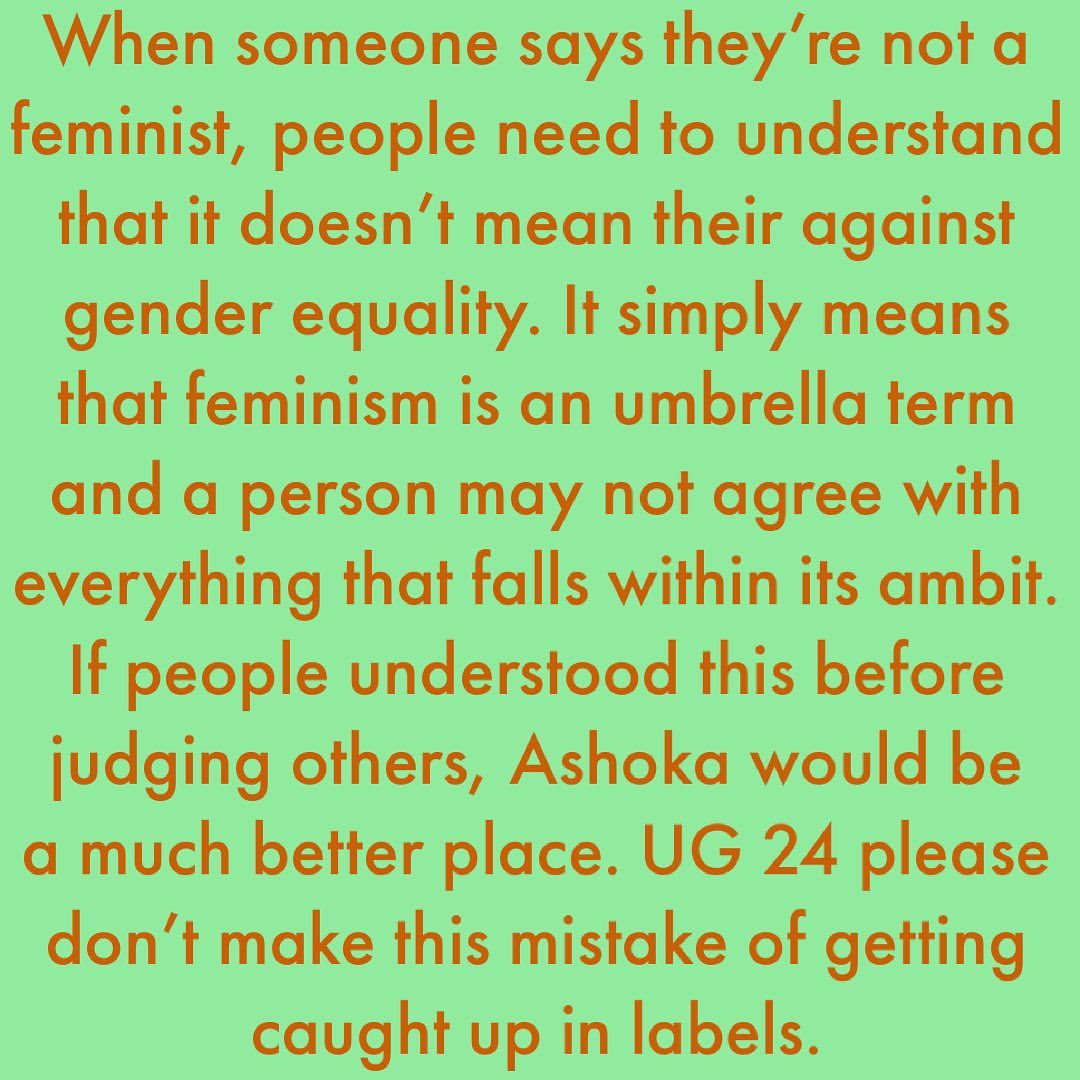 When someone says they’re not a
feminist, people need to understand
that it doesn’t mean their against
gender equality. It simply means
that feminism is an umbrella term
and a person may not agree with
everything that falls within its ambit.
If people understood this before
judging others, Ashoka would be
a much better place. UG 24 please
don’t make this mistake of getting
caught up in labels.